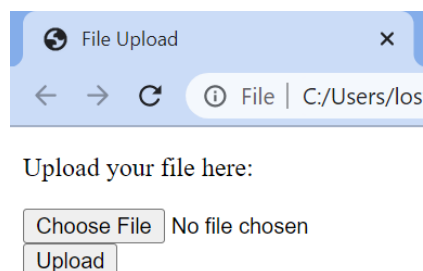 File Upload
File | C:/Users/los
Upload your file here:
Choose File No file chosen
Upload